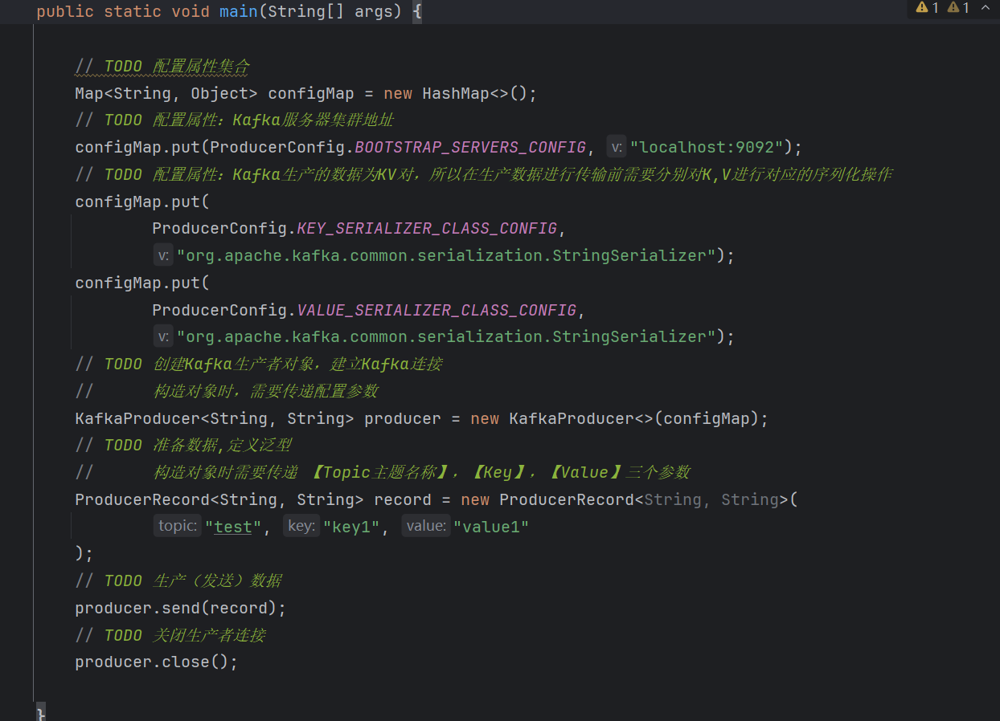 public static void main(String[] args) {
1 1
// TODO 配置属性集合
Map<String, Object> configMap = new HashMap<>();
// TODO 配置属性：Kafka服务器集群地址
configMap.put(ProducerConfig.BOOTSTRAP_SERVERS_CONFIG, v: "localhost:9092");
// TODO 配置属性：Kafka生产的数据为KV对，所以在生产数据进行传输前需要分别对K,V进行对应的序列化操作
configMap.put(
ProducerConfig.KEY_SERIALIZER_CLASS_CONFIG,
v: "org.apache.kafka.common.serialization.StringSerializer");
configMap.put(
ProducerConfig.VALUE_SERIALIZER_CLASS_CONFIG,
v: "org.apache.kafka.common.serialization.StringSerializer");
// TODO 创建Kafka生产者对象，建立Kafka连接
// 构造对象时，需要传递配置参数
KafkaProducer<String, String> producer = new KafkaProducer<>(configMap);
// TODO 准备数据,定义泛型
// 构造对象时需要传递 【Topic主题名称】，【Key】，【Value】三个参数
ProducerRecord<String, String> record = new ProducerRecord<String, String>(
topic: "test", key: "key1", value: "value1"
);
// TODO 生产（发送）数据
producer.send(record);
// TODO 关闭生产者连接
producer.close();
}